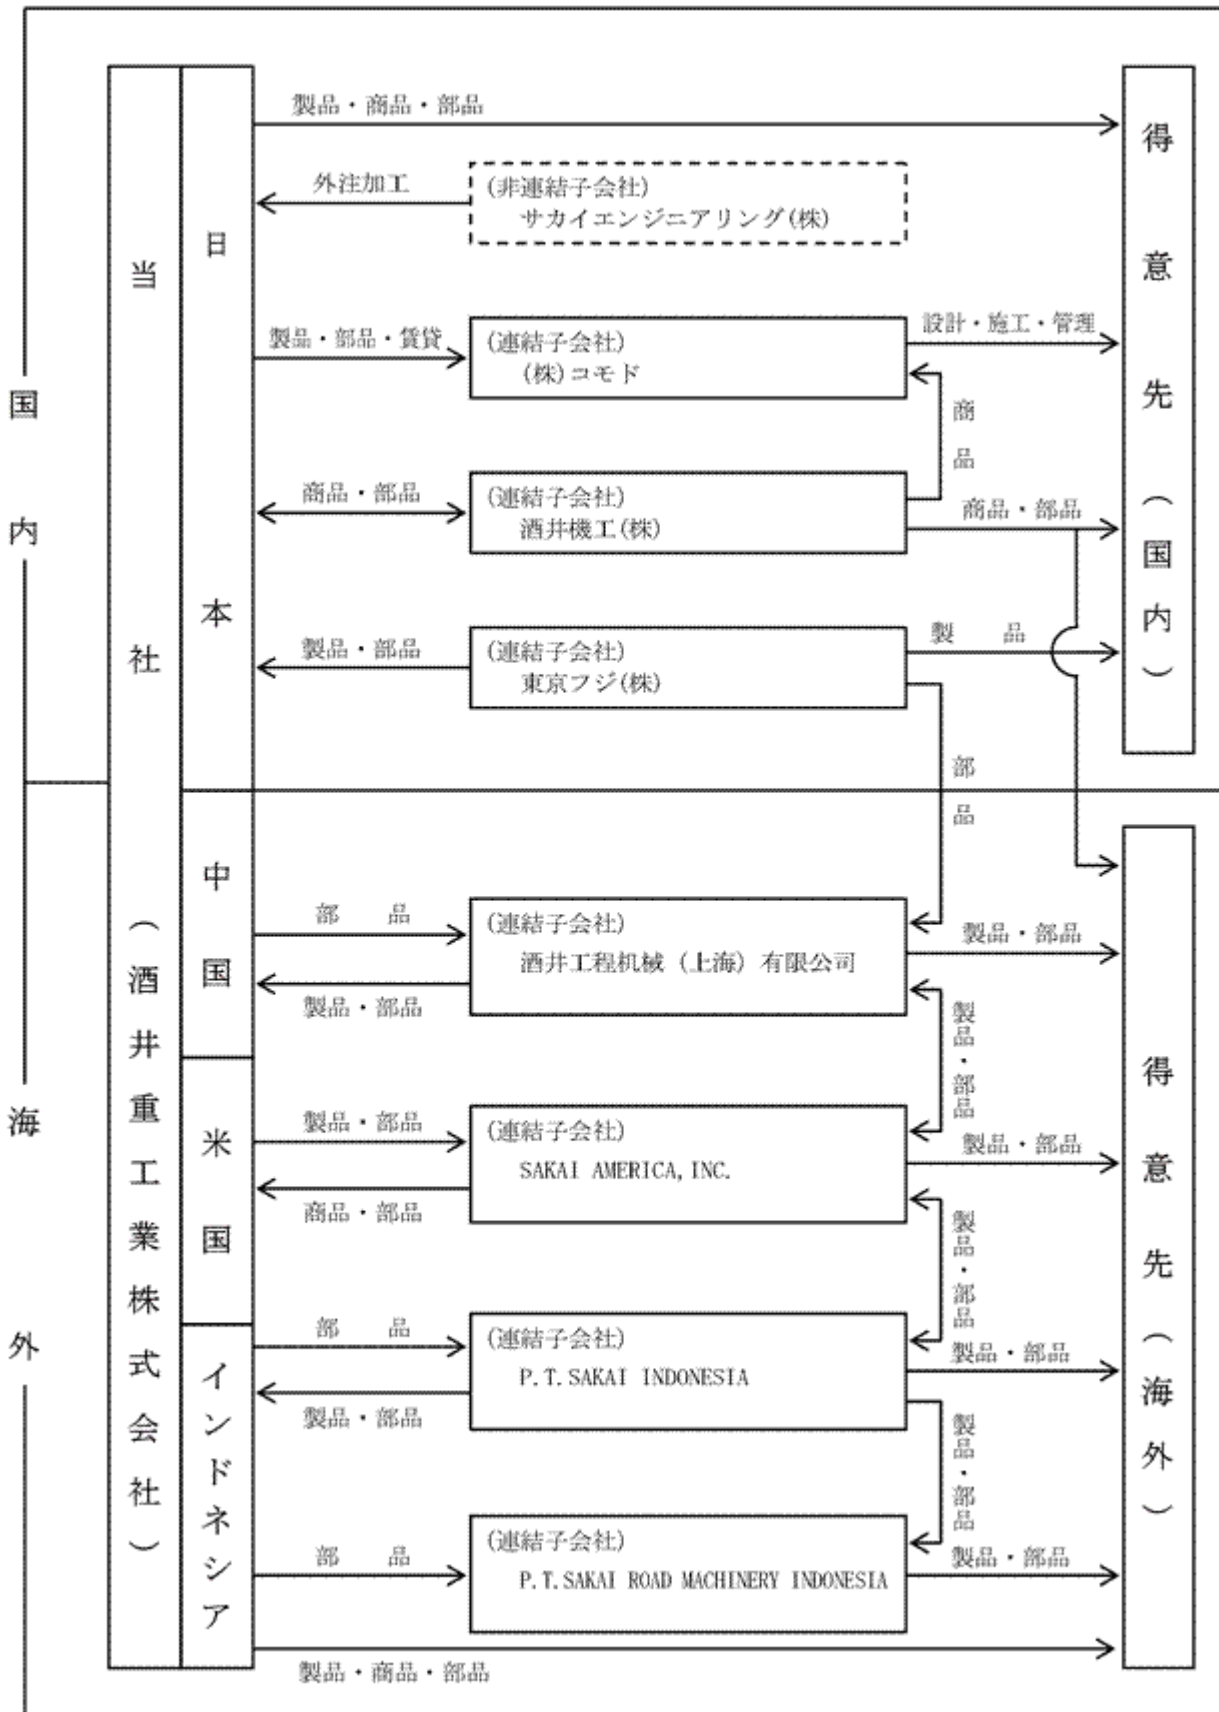 国内
海外
当社(酒井重工業株式会社)
日本
中国
米国
インドネシア
製品・商品・部品
外注加工
(非連結子会社)
サカイエンジニアリング(株)
製品・部品・賃貸
(連結子会社)
(株)コモド
設計・施工・管理
商品
商品・部品
(連結子会社)
酒井機工(株)
商品・部品
製品・部品
(連結子会社)
東京フジ(株)
製品
部品
得意先(国内)
部品
製品・部品
(連結子会社)
酒井工程机械(上海)有限公司
製品・部品
製品・部品
製品・部品
商品・部品
(連結子会社)
SAKAI AMERICA, INC.
製品・部品
製品・部品
部品
製品・部品
(連結子会社)
P.T. SAKAI INDONESIA
製品・部品
製品・部品
部品
(連結子会社)
P.T. SAKAI ROAD MACHINERY INDONESIA
製品・部品
製品・商品・部品
得意先(海外)